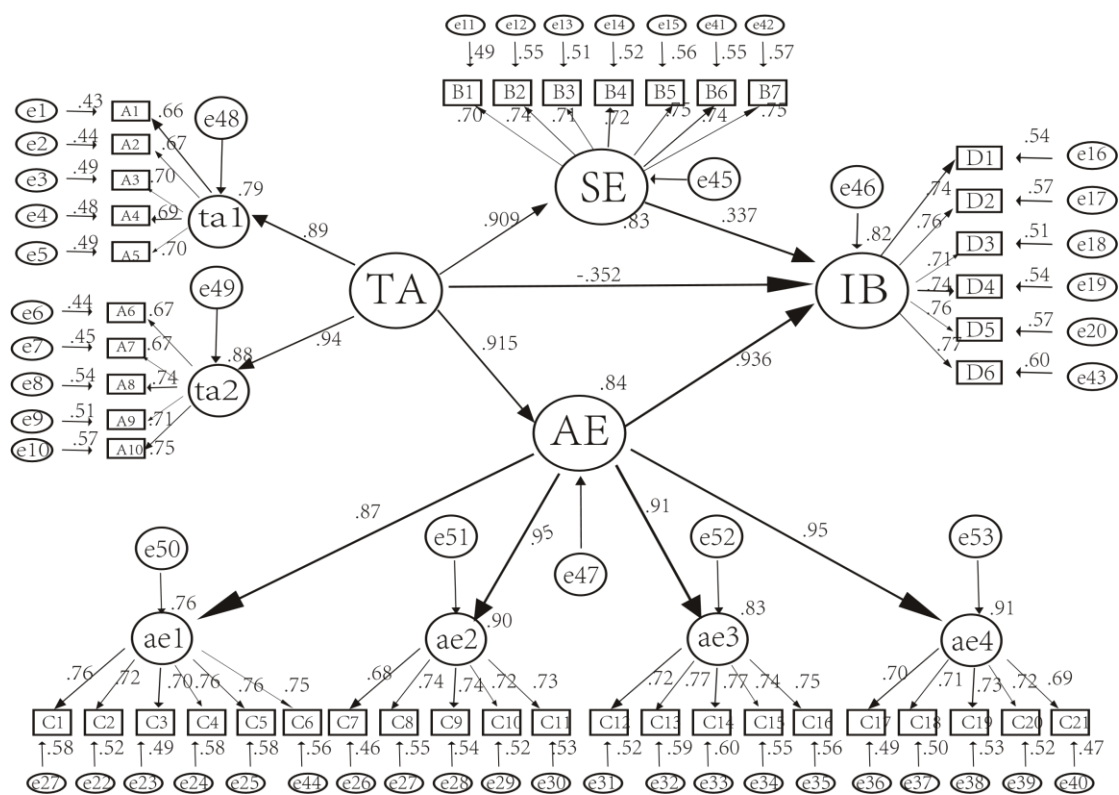 e11 e12 e13 e14 e15 e41 e42
.49 .55 .51 .52 .56 .55 .57
B1 B2 B3 B4 B5 B6 B7
.70 .74 .71 .72 .75 .74 .75
SE
e45
.83
e1 .43 A1 .66
e2 .44 A2 .67
e3 .49 A3 .70
e4 .48 A4 .69
e5 .49 A5 .70
e48
.79
ta1
.89
e6 .44 A6 .67
e7 .45 A7 .67
e8 .54 A8 .74
e9 .51 A9 .71
e10 .57 A10 .75
e49
.88
ta2
.94
TA
.909
-.352
.915
.337
.936
e46
.82
IB
.74 D1 .54 e16
.76 D2 .57 e17
.71 D3 .51 e18
.74 D4 .54 e19
.76 D5 .57 e20
.77 D6 .60 e43
.84
AE
e47
.87 .95 .91 .95
e50 e51 e52 e53
.76 .90 .83 .91
ae1 ae2 ae3 ae4
.76 .72 .70 .76 .76 .75 .68 .74 .74 .72 .73 .72 .77 .77 .74 .75 .70 .71 .73 .72 .69
C1 C2 C3 C4 C5 C6 C7 C8 C9 C10 C11 C12 C13 C14 C15 C16 C17 C18 C19 C20 C21
.58 .52 .49 .58 .58 .56 .46 .55 .54 .52 .53 .52 .59 .60 .55 .56 .49 .50 .53 .52 .47
e27 e22 e23 e24 e25 e44 e26 e27 e28 e29 e30 e31 e32 e33 e34 e35 e36 e37 e38 e39 e40